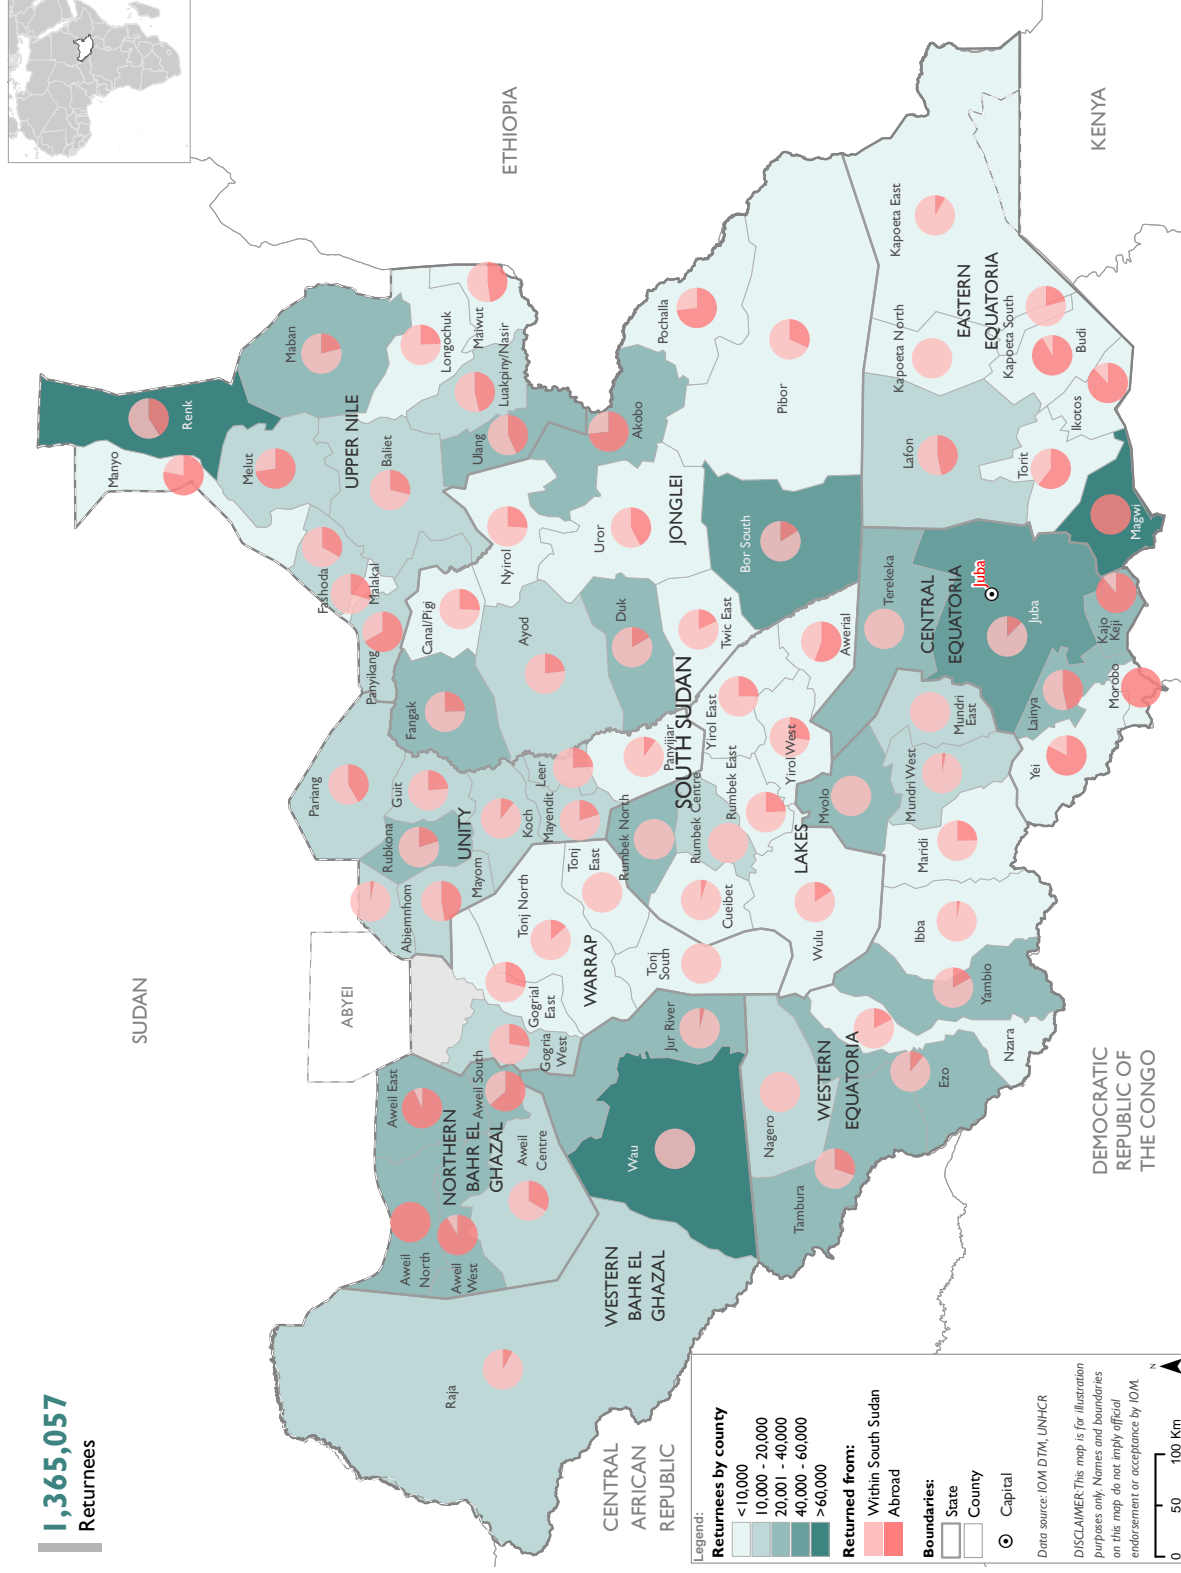 1,365,057
Returnees
SUDAN
ABYEI
ETHIOPIA
KENYA
CENTRAL
AFRICAN
REPUBLIC
DEMOCRATIC
REPUBLIC OF
THE CONGO
SOUTH SUDAN
UPPER NILE
Renk
Manyo
Melut
Maban
Fashoda
Malakal
Baliet
Panyikang
Longochuk
Maiwut
Luakpiny/Nasir
Ulang
JONGLEI
Canal/Pigi
Fangak
Nyirol
Ayod
Uror
Akobo
Duk
Twic East
Bor South
Pochalla
Pibor
UNITY
Pariang
Rubkona
Guit
Abiemnhom
Mayom
Koch
Leer
Mayendit
Panyijiar
WARRAP
Tonj North
Tonj
East
Tonj
South
Gogrial
East
Gogria
West
NORTHERN
BAHR EL
GHAZAL
Aweil East
Aweil South
Aweil
Centre
Aweil
North
Aweil
West
WESTERN
BAHR EL
GHAZAL
Raja
Wau
Jur River
LAKES
Rumbek North
Rumbek Centre
Rumbek East
Cueibet
Wulu
Yirol East
Yirol West
Awerial
WESTERN
EQUATORIA
Nagero
Tambura
Ezo
Nzara
Yambio
Ibba
Maridi
Mvolo
Mundri West
Mundri
East
CENTRAL
EQUATORIA
Terekeka
Juba
Juba
Lainya
Yei
Morobo
Kajo
Keji
EASTERN
EQUATORIA
Lafon
Torit
Magwi
Ikotos
Budi
Kapoeta North
Kapoeta South
Kapoeta East
Legend:
Returnees by county
<10,000
10,000 - 20,000
20,001 - 40,000
40,000 - 60,000
>60,000
Returned from:
Within South Sudan
Abroad
Boundaries:
State
County
Capital
Data source: IOM DTM, UNHCR
DISCLAIMER: This map is for illustration
purposes only. Names and boundaries
on this map do not imply official
endorsement or acceptance by IOM.
N
0 50 100 Km